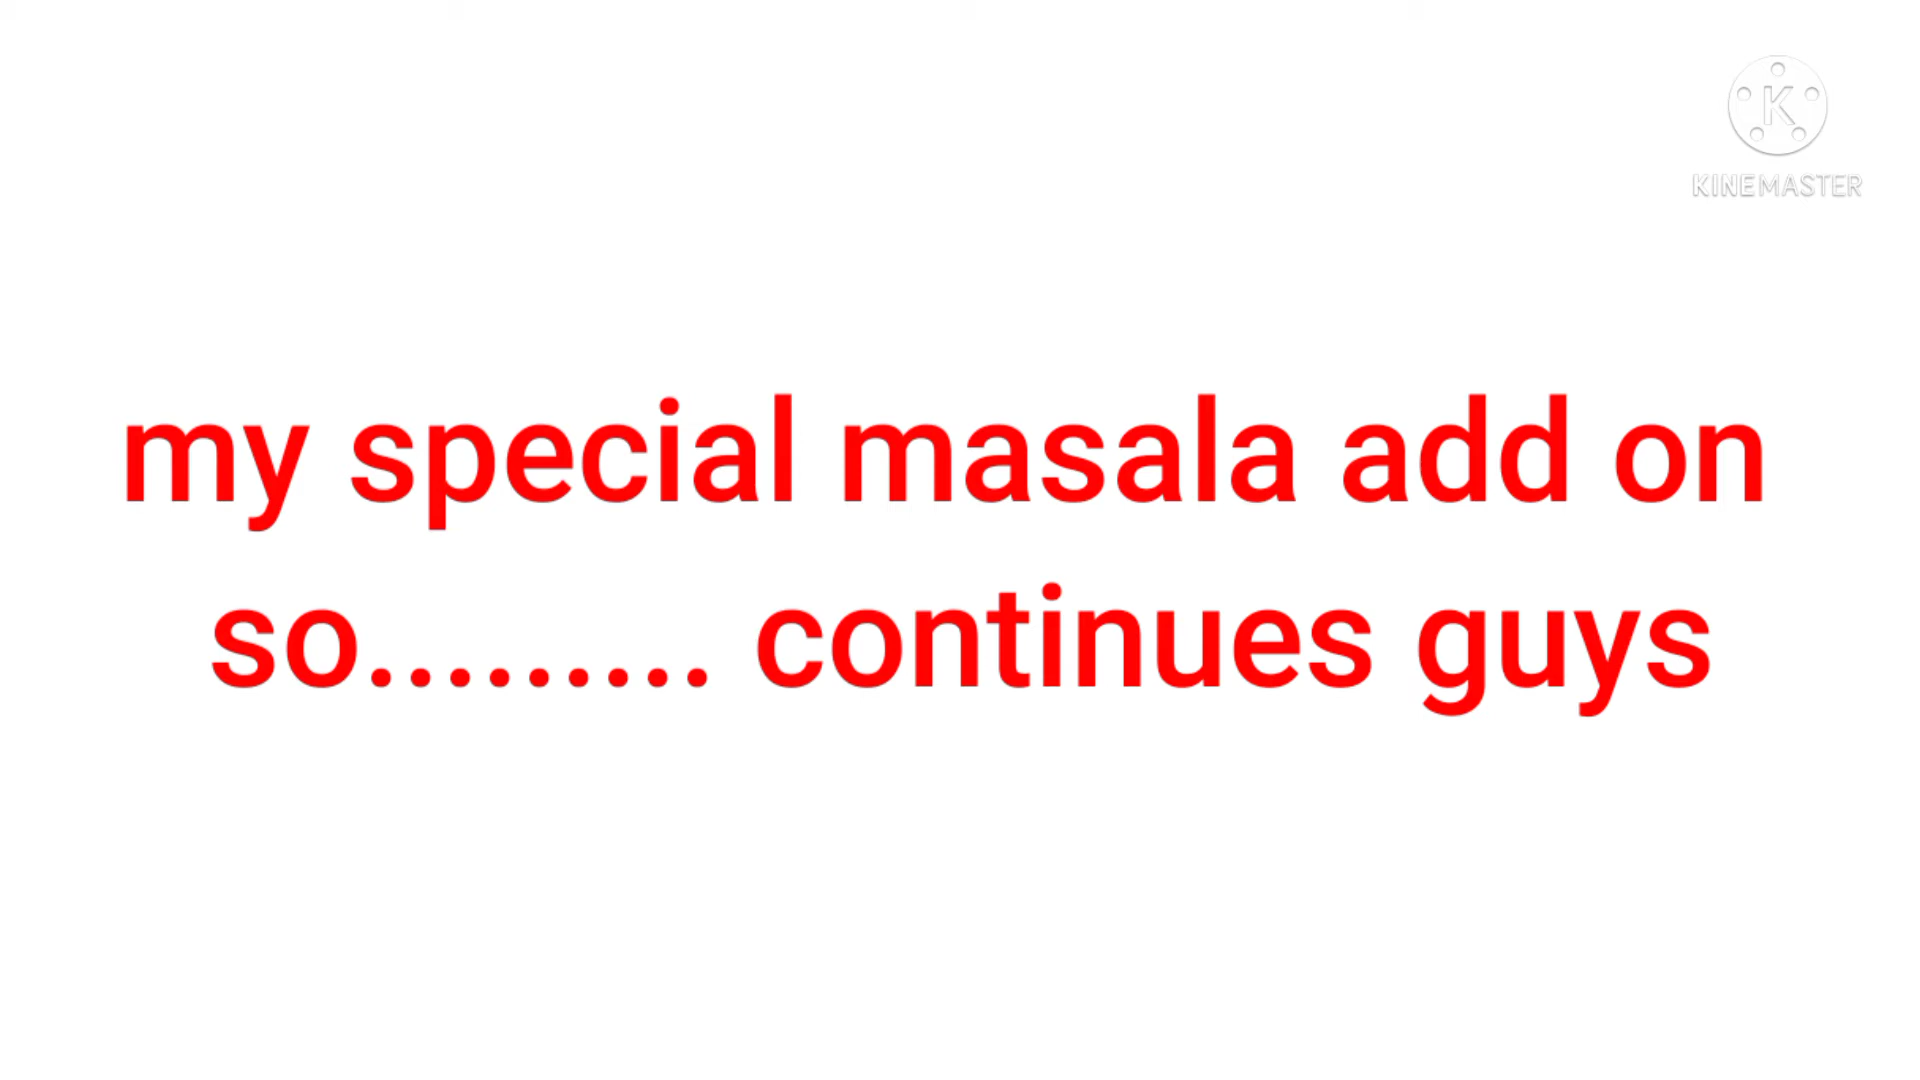 K
KINEMASTER
my special masala add on
so......... continues guys